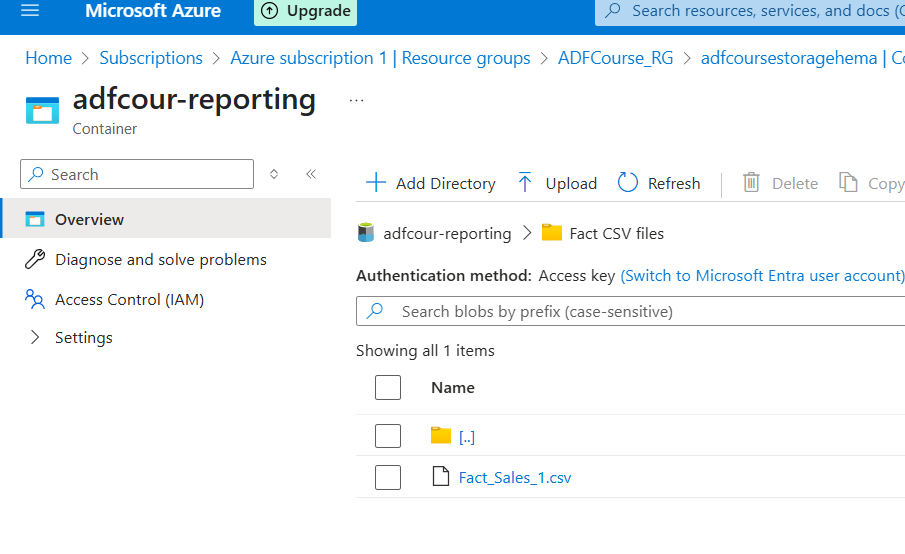 Microsoft Azure
Upgrade
Search resources, services, and docs (
Home > Subscriptions > Azure subscription 1 | Resource groups > ADFCourse_RG > adfcoursestoragehema | Co
adfcour-reporting ...
Container
Search
Add Directory Upload Refresh Delete Copy
Overview
adfcour-reporting > Fact CSV files
Diagnose and solve problems
Authentication method: Access key (Switch to Microsoft Entra user account)
Access Control (IAM)
Search blobs by prefix (case-sensitive)
Settings
Showing all 1 items
Name
[..]
Fact_Sales_1.csv